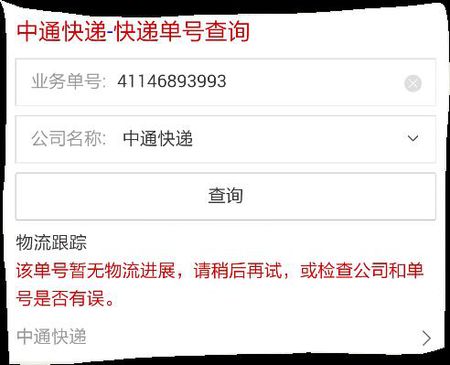 中通快递-快递单号查询
业务单号: 41146893993
公司名称: 中通快递
查询
物流跟踪
该单号暂无物流进展，请稍后再试，或检查公司和单
号是否有误。
中通快递